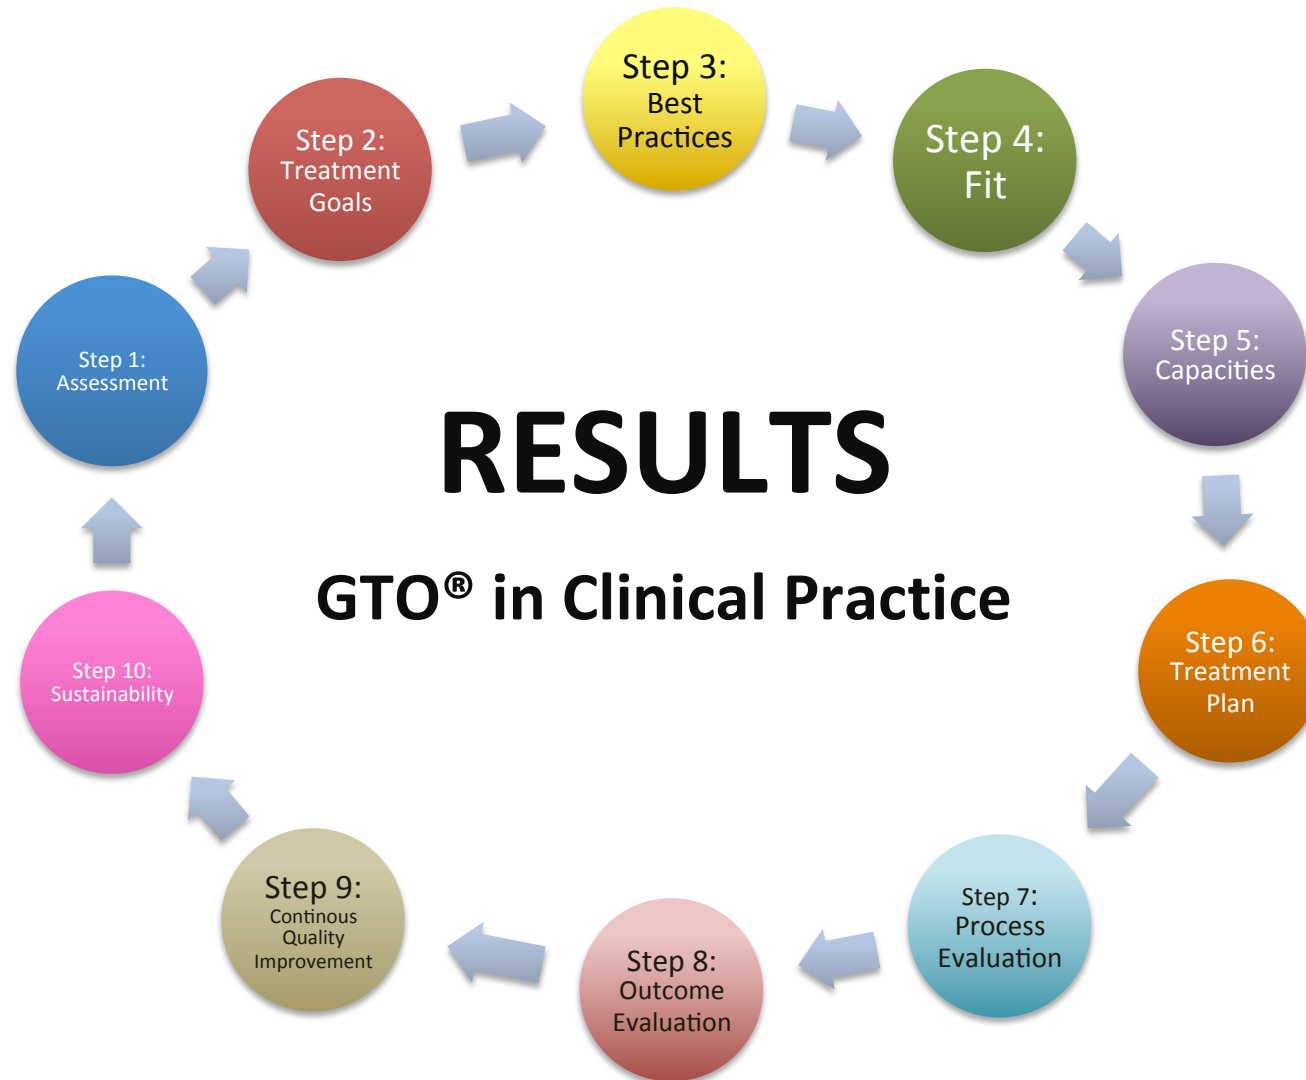 Step 1:
Assessment
Step 2:
Treatment
Goals
Step 3:
Best
Practices
Step 4:
Fit
Step 5:
Capacities
Step 6:
Treatment
Plan
Step 7:
Process
Evaluation
Step 8:
Outcome
Evaluation
Step 9:
Continous
Quality
Improvement
Step 10:
Sustainability
RESULTS
GTO® in Clinical Practice